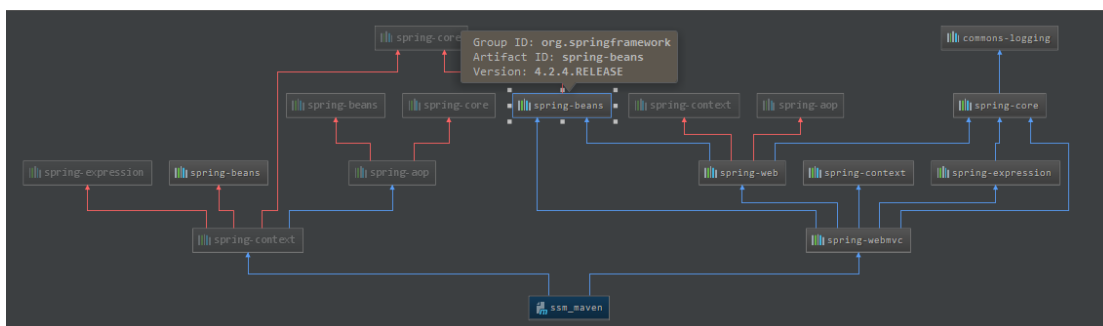 spring-core
commons-logging
Group ID: org.springframework
Artifact ID: spring-beans
Version: 4.2.4.RELEASE
spring-beans
spring-core
spring-beans
spring-context
spring-aop
spring-core
spring-expression
spring-beans
spring-aop
spring-web
spring-context
spring-expression
spring-context
spring-webmvc
ssm_maven